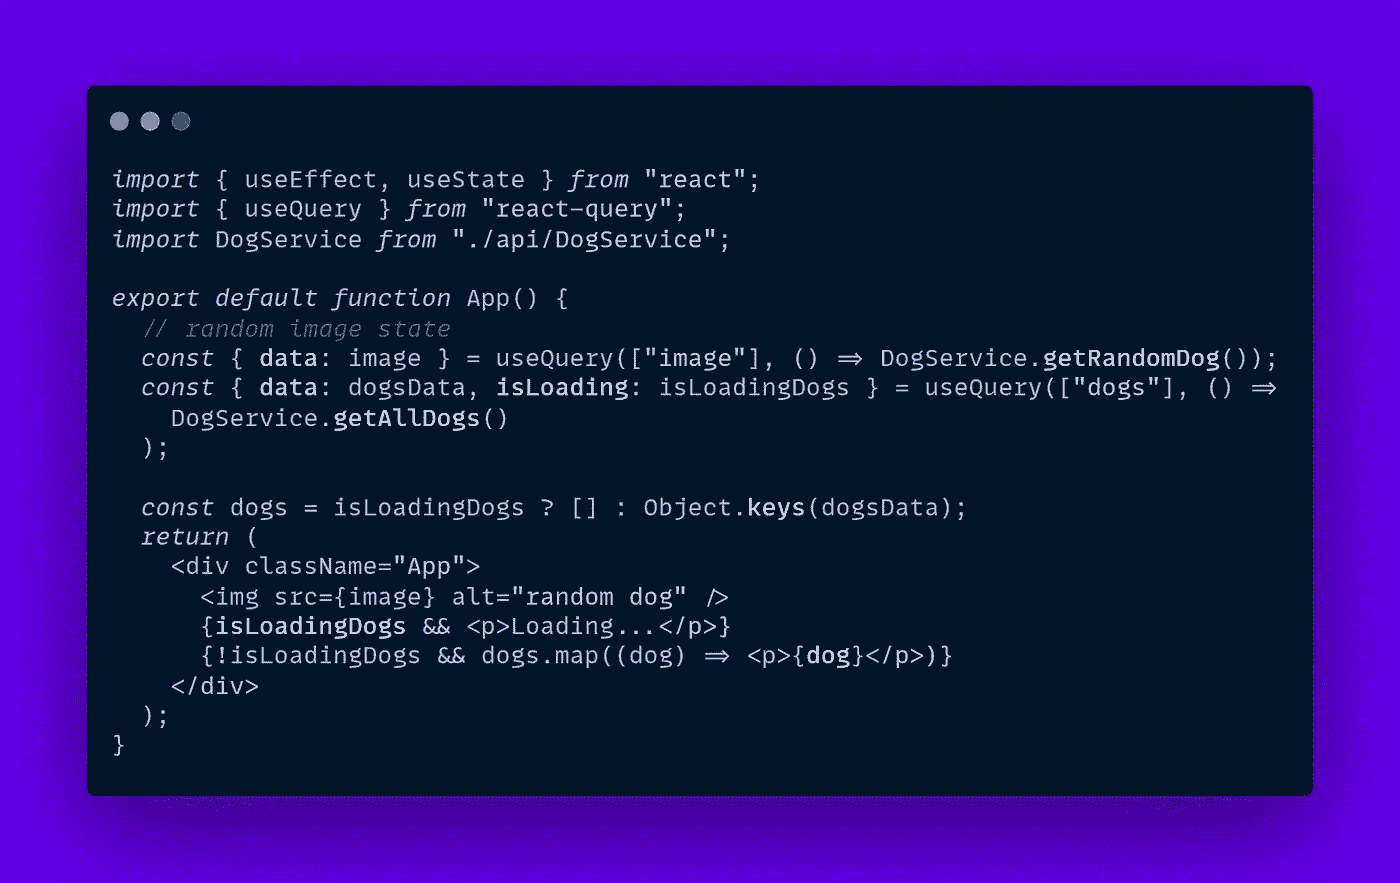 import { useEffect, useState } from "react";
import { useQuery } from "react-query";
import DogService from "./api/DogService";

export default function App() {
  // random image state
  const { data: image } = useQuery(["image"], () => DogService.getRandomDog());
  const { data: dogsData, isLoading: isLoadingDogs } = useQuery(["dogs"], () =>
    DogService.getAllDogs()
  );

  const dogs = isLoadingDogs ? [] : Object.keys(dogsData);
  return (
    <div className="App">
      <img src={image} alt="random dog" />
      {isLoadingDogs && <p>Loading...</p>}
      {!isLoadingDogs && dogs.map((dog) => <p>{dog}</p>)}
    </div>
  );
}